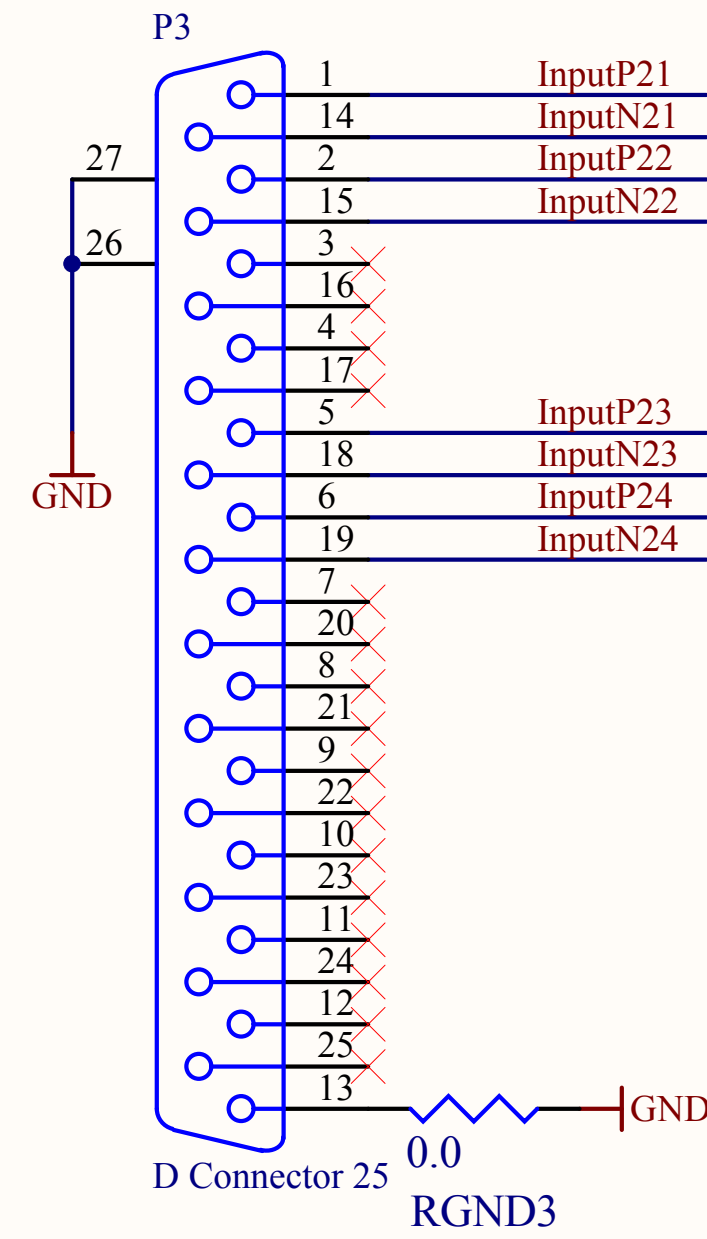 P3
1 InputP21
14 InputN21
27 2 InputP22
15 InputN22
26 3
16
4
17
5 InputP23
18 InputN23
GND 6 InputP24
19 InputN24
7
20
8
21
9
22
10
23
11
24
12
25
13 GND
0.0
D Connector 25
RGND3